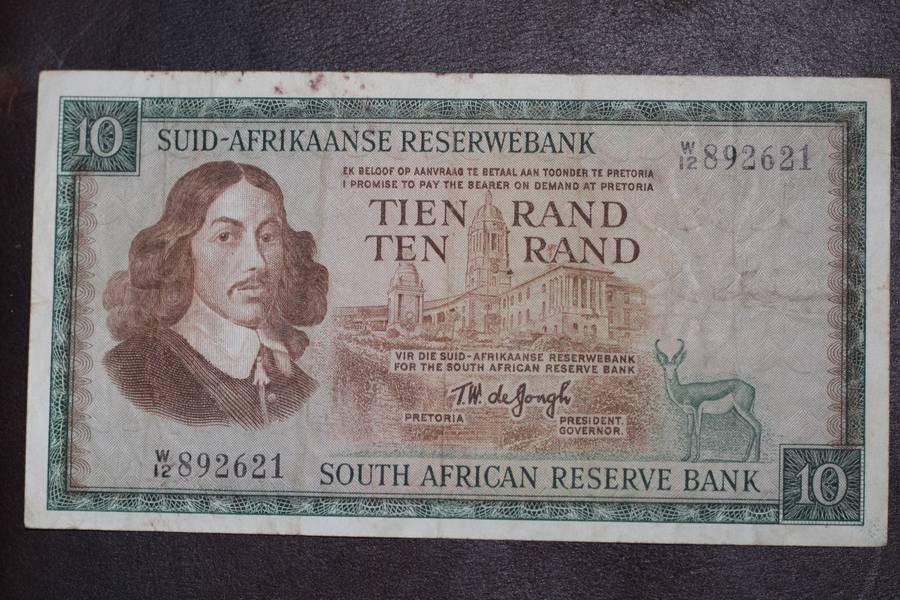 10
SUID-AFRIKAANSE RESERWEBANK
W/12 892621
EK BELOOF OP AANVRAAG TE BETAAL AAN TOONDER TE PRETORIA
I PROMISE TO PAY THE BEARER ON DEMAND AT PRETORIA
TIEN RAND
TEN RAND
VIR DIE SUID-AFRIKAANSE RESERWEBANK
FOR THE SOUTH AFRICAN RESERVE BANK
T.W. de Jongh
PRETORIA PRESIDENT.
GOVERNOR.
W/12 892621
SOUTH AFRICAN RESERVE BANK
10